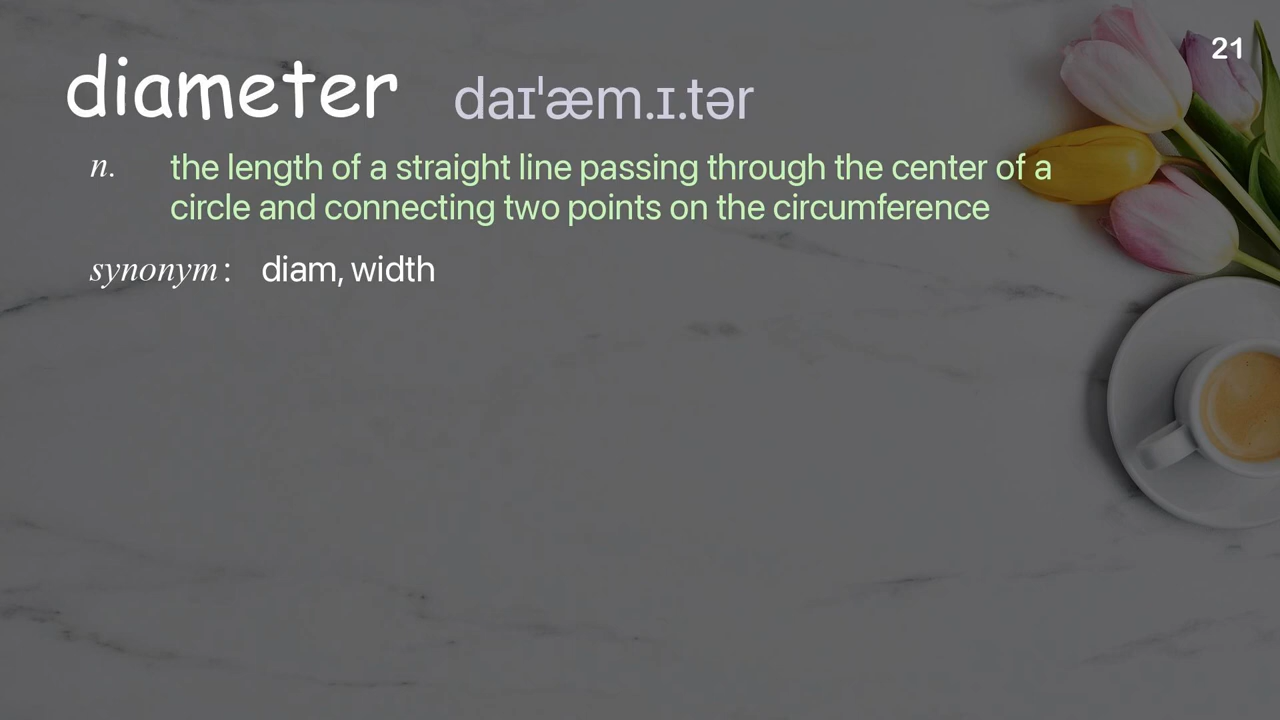 21
diameter daɪˈæm.ɪ.tər
n. the length of a straight line passing through the center of a
circle and connecting two points on the circumference
synonym : diam, width